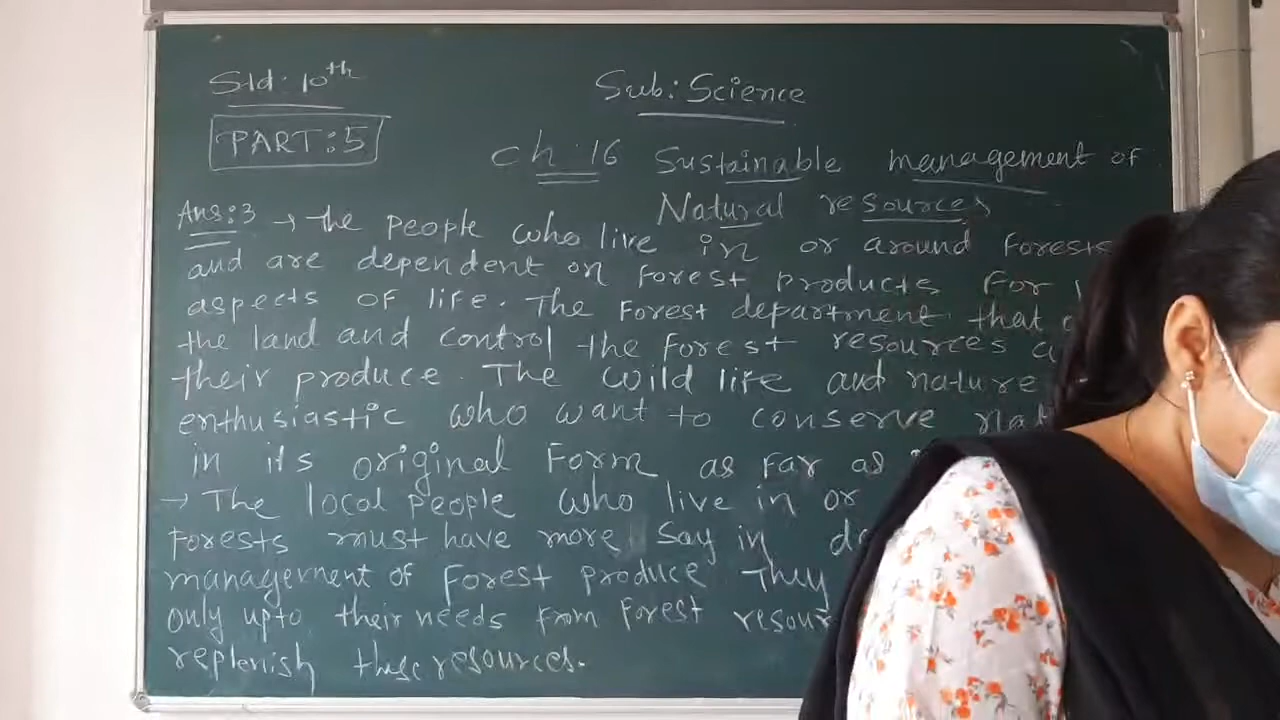 Std: 10th
Sub: Science
PART: 5
Ch: 16 Sustainable management of
Natural resources
Ans: 3 → The people who live in or around forests
and are dependent on forest products for
aspects of life. The forest department that
the land and control the forest resources
their produce. The wild life and nature
enthusiastic who want to conserve
in its original form as far as
→ The local people who live in or
forests must have more say in
management of forest produce. They
only upto their needs from forest
replenish these resources.